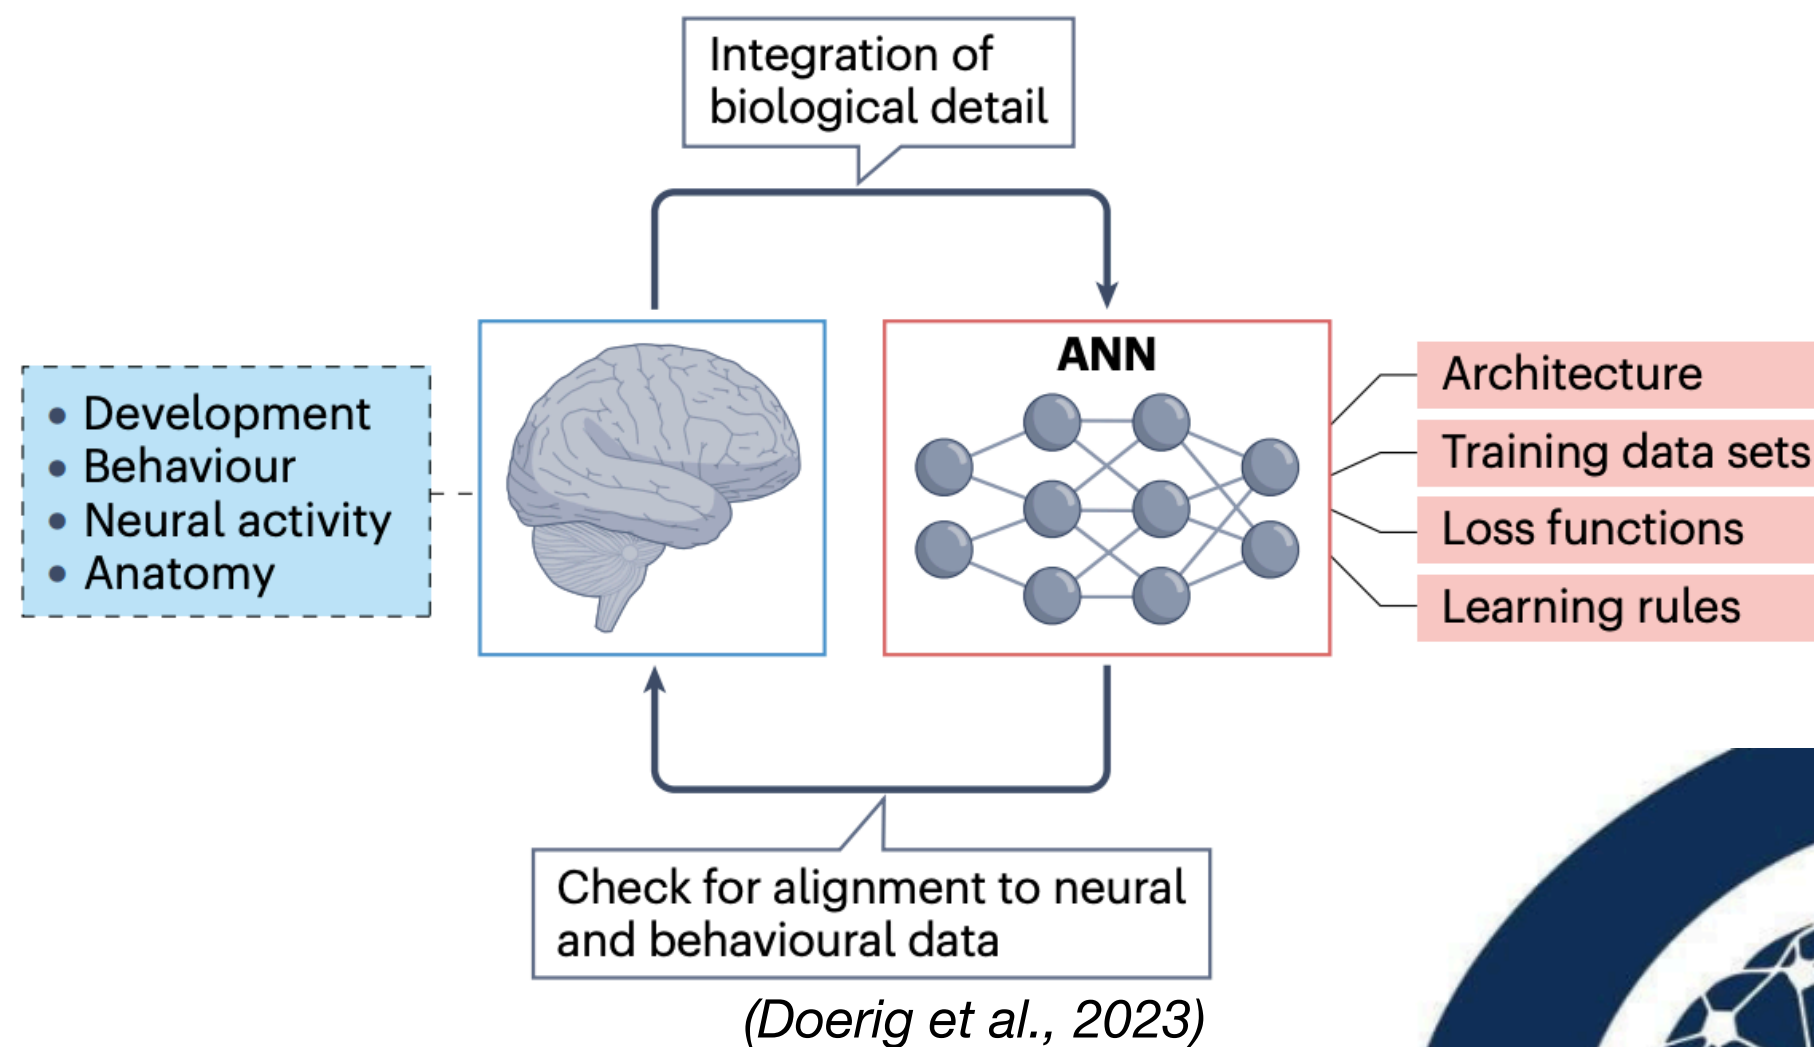 Integration of
biological detail
• Development
• Behaviour
• Neural activity
• Anatomy
ANN
Architecture
Training data sets
Loss functions
Learning rules
Check for alignment to neural
and behavioural data
(Doerig et al., 2023)